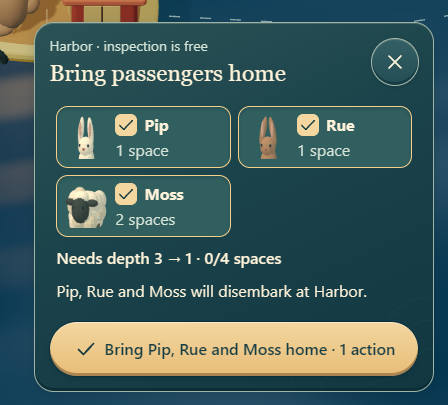 Harbor · inspection is free
Bring passengers home
Pip
1 space
Rue
1 space
Moss
2 spaces
Needs depth 3 → 1 · 0/4 spaces
Pip, Rue and Moss will disembark at Harbor.
Bring Pip, Rue and Moss home · 1 action